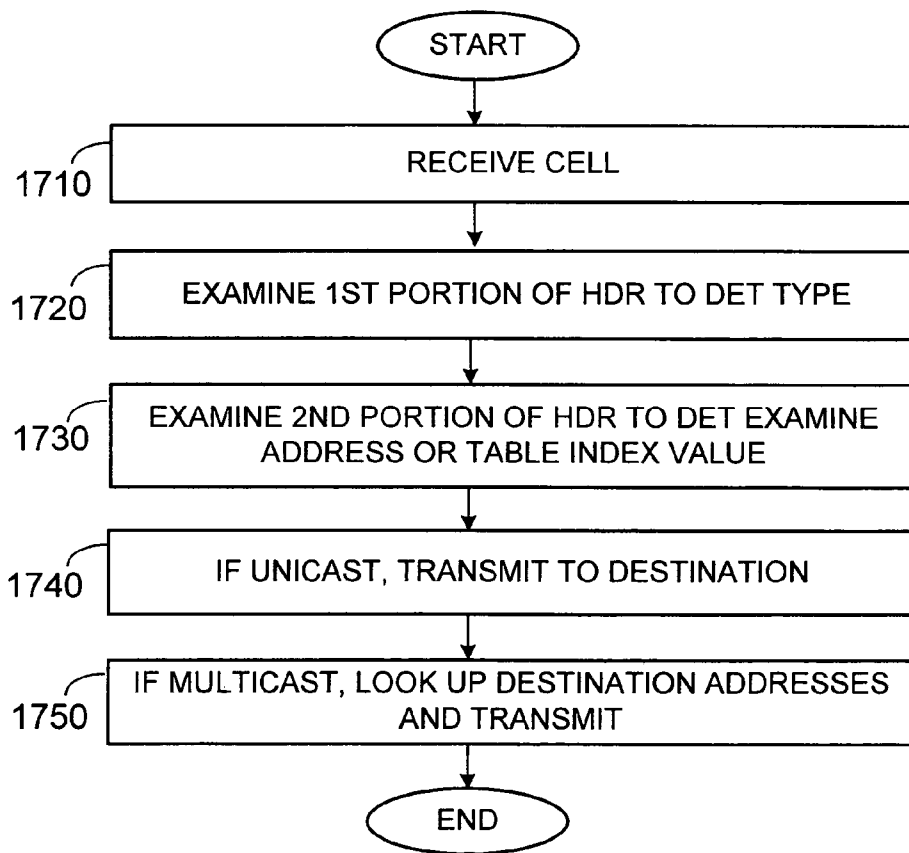 START
1710
RECEIVE CELL
1720
EXAMINE 1ST PORTION OF HDR TO DET TYPE
1730
EXAMINE 2ND PORTION OF HDR TO DET EXAMINE
ADDRESS OR TABLE INDEX VALUE
1740
IF UNICAST, TRANSMIT TO DESTINATION
1750
IF MULTICAST, LOOK UP DESTINATION ADDRESSES
AND TRANSMIT
END